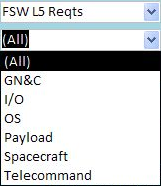 FSW L5 Reqts
(All)
(All)
GN&C
I/O
OS
Payload
Spacecraft
Telecommand